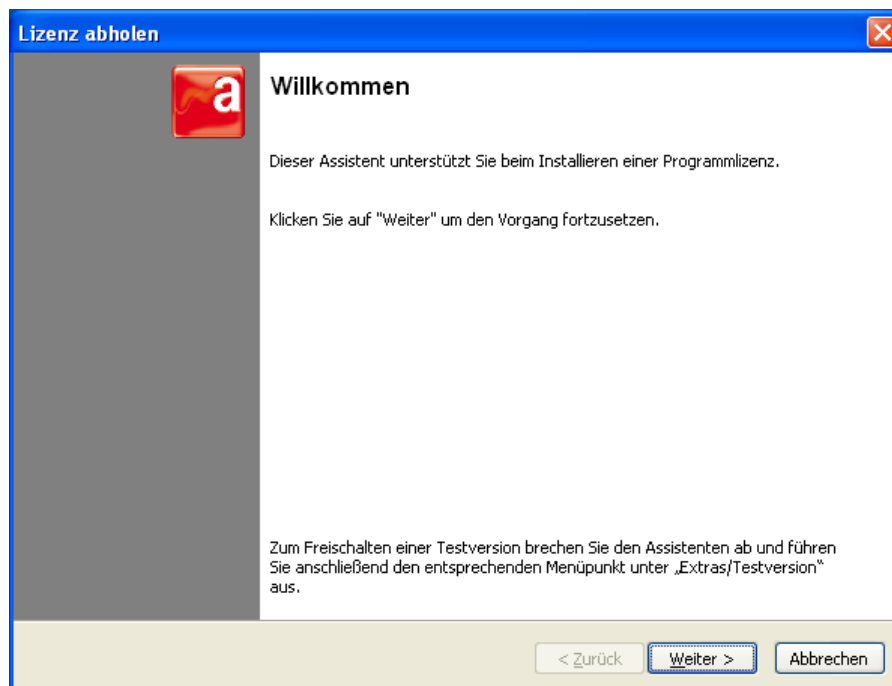 Lizenz abholen
a
Willkommen
Dieser Assistent unterstützt Sie beim Installieren einer Programmlizenz.
Klicken Sie auf "Weiter" um den Vorgang fortzusetzen.
Zum Freischalten einer Testversion brechen Sie den Assistenten ab und führen
Sie anschließend den entsprechenden Menüpunkt unter „Extras/Testversion“
aus.
< Zurück Weiter > Abbrechen